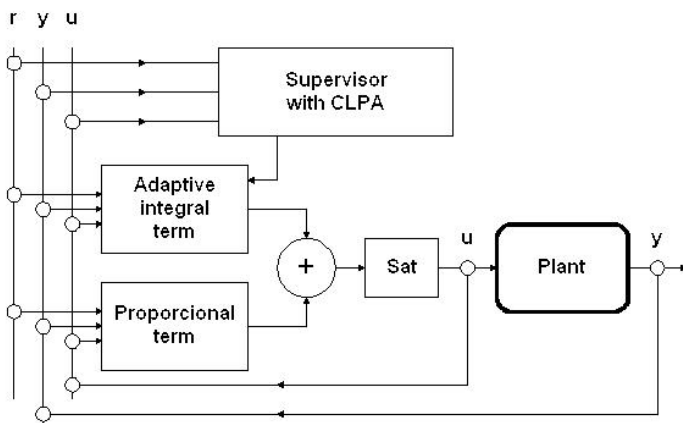 r y u
Supervisor
with CLPA
Adaptive
integral
term
+
Sat
u
Plant
y
Proporcional
term